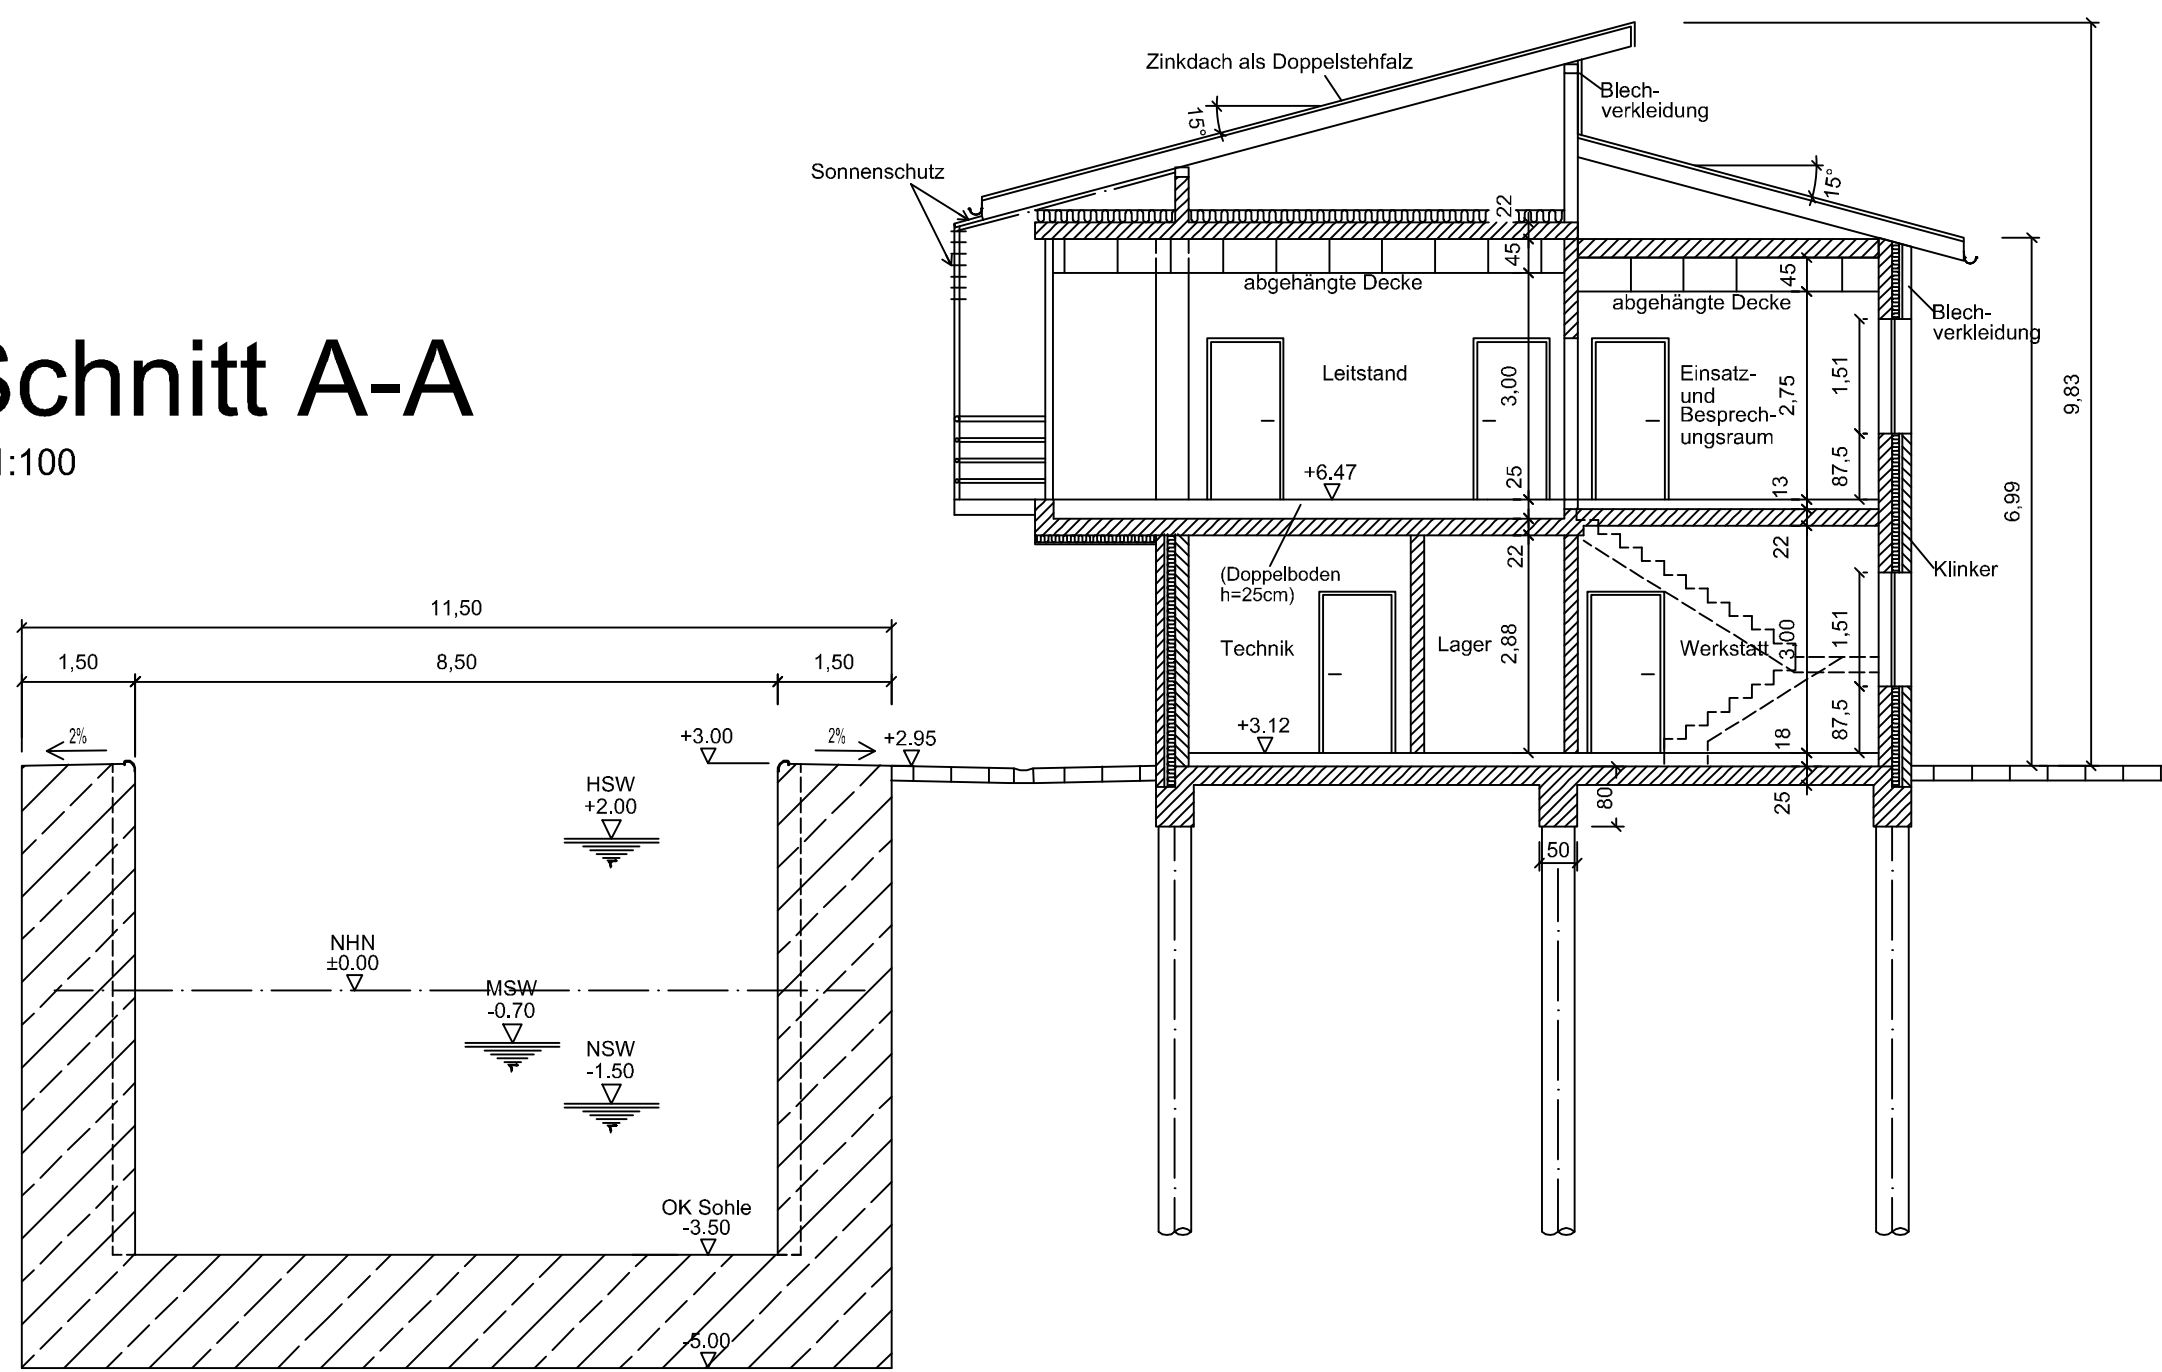 Zinkdach als Doppelstehfalz
Blech-
verkleidung
15°
Sonnenschutz
15°
22
45
abgehängte Decke
45
abgehängte Decke
Blech-
verkleidung
Schnitt A-A
1:100
Leitstand
3,00
Einsatz-
und
Besprech-
ungsraum
2,75
1,51
9,83
+6.47
25
13
87,5
6,99
22
22
(Doppelboden
h=25cm)
Klinker
11,50
1,50
8,50
1,50
Technik
Lager
2,88
Werkstatt
3,00
1,51
2%
+3.00
2%
+2.95
+3.12
18
87,5
HSW
+2.00
80
25
50
NHN
±0.00
MSW
-0.70
NSW
-1.50
OK Sohle
-3.50
-5.00